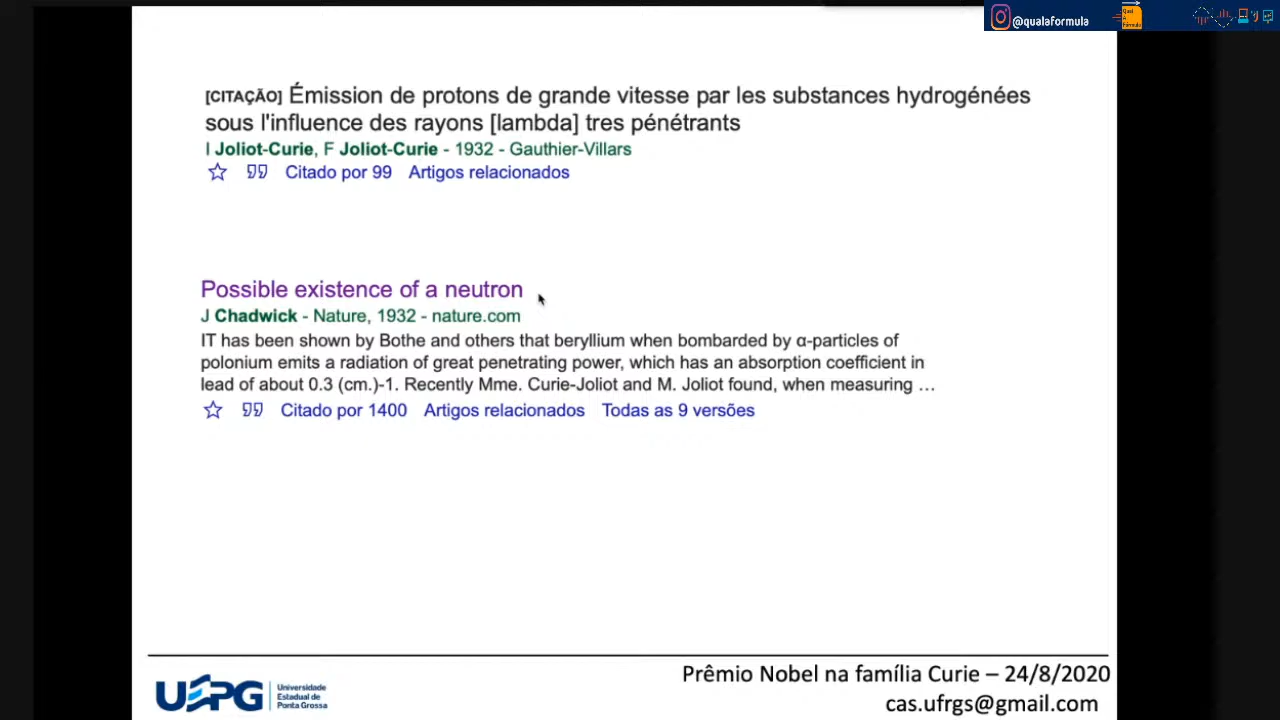 @qualaformula
Qual
a
Fórmula
[CITAÇÃO] Émission de protons de grande vitesse par les substances hydrogénées
sous l'influence des rayons [lambda] tres pénétrants
I Joliot-Curie, F Joliot-Curie - 1932 - Gauthier-Villars
Citado por 99 Artigos relacionados
Possible existence of a neutron
J Chadwick - Nature, 1932 - nature.com
IT has been shown by Bothe and others that beryllium when bombarded by α-particles of
polonium emits a radiation of great penetrating power, which has an absorption coefficient in
lead of about 0.3 (cm.)-1. Recently Mme. Curie-Joliot and M. Joliot found, when measuring …
Citado por 1400 Artigos relacionados Todas as 9 versões
UEPG
Universidade
Estadual de
Ponta Grossa
Prêmio Nobel na família Curie – 24/8/2020
cas.ufrgs@gmail.com